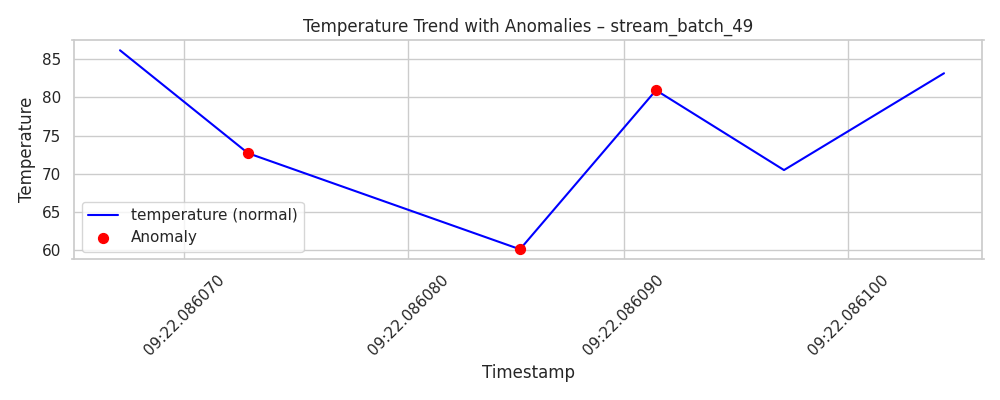 Temperature Trend with Anomalies – stream_batch_49
Temperature
85
80
75
70
65
60
temperature (normal)
Anomaly
09:22.086070
09:22.086080
09:22.086090
09:22.086100
Timestamp